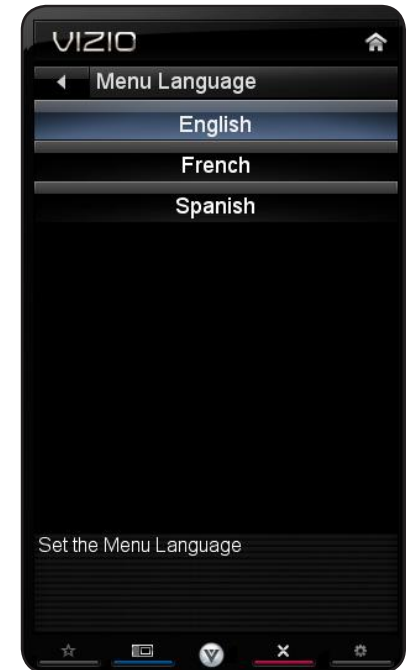 VIZIO
Menu Language
English
French
Spanish
Set the Menu Language
V